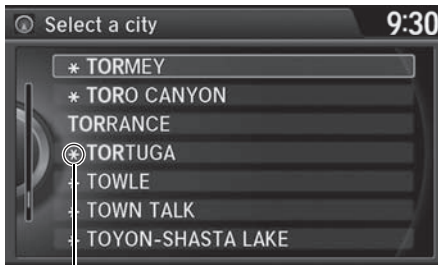 Select a city
9:30
* TORMEY
* TORO CANYON
TORRANCE
* TORTUGA
* TOWLE
* TOWN TALK
* TOYON-SHASTA LAKE